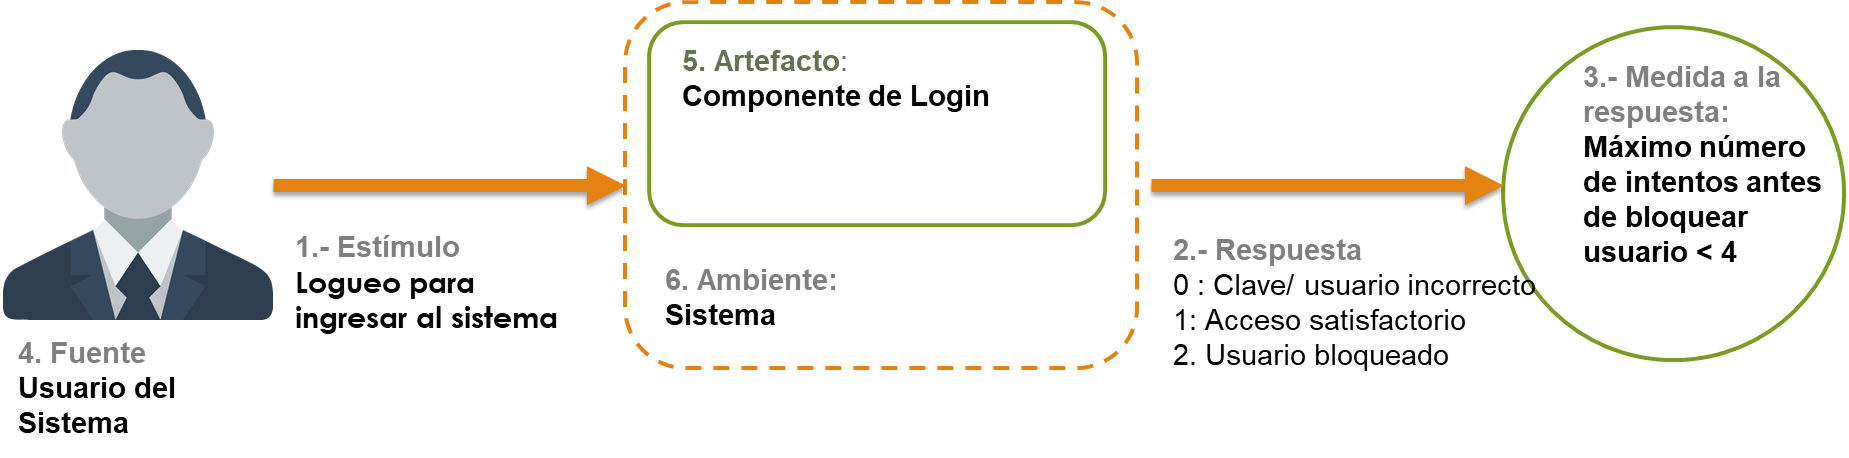 4. Fuente
Usuario del
Sistema
1.- Estímulo
Logueo para
ingresar al sistema
5. Artefacto:
Componente de Login
6. Ambiente:
Sistema
2.- Respuesta
0 : Clave/ usuario incorrecto
1: Acceso satisfactorio
2. Usuario bloqueado
3.- Medida a la
respuesta:
Máximo número
de intentos antes
de bloquear
usuario < 4